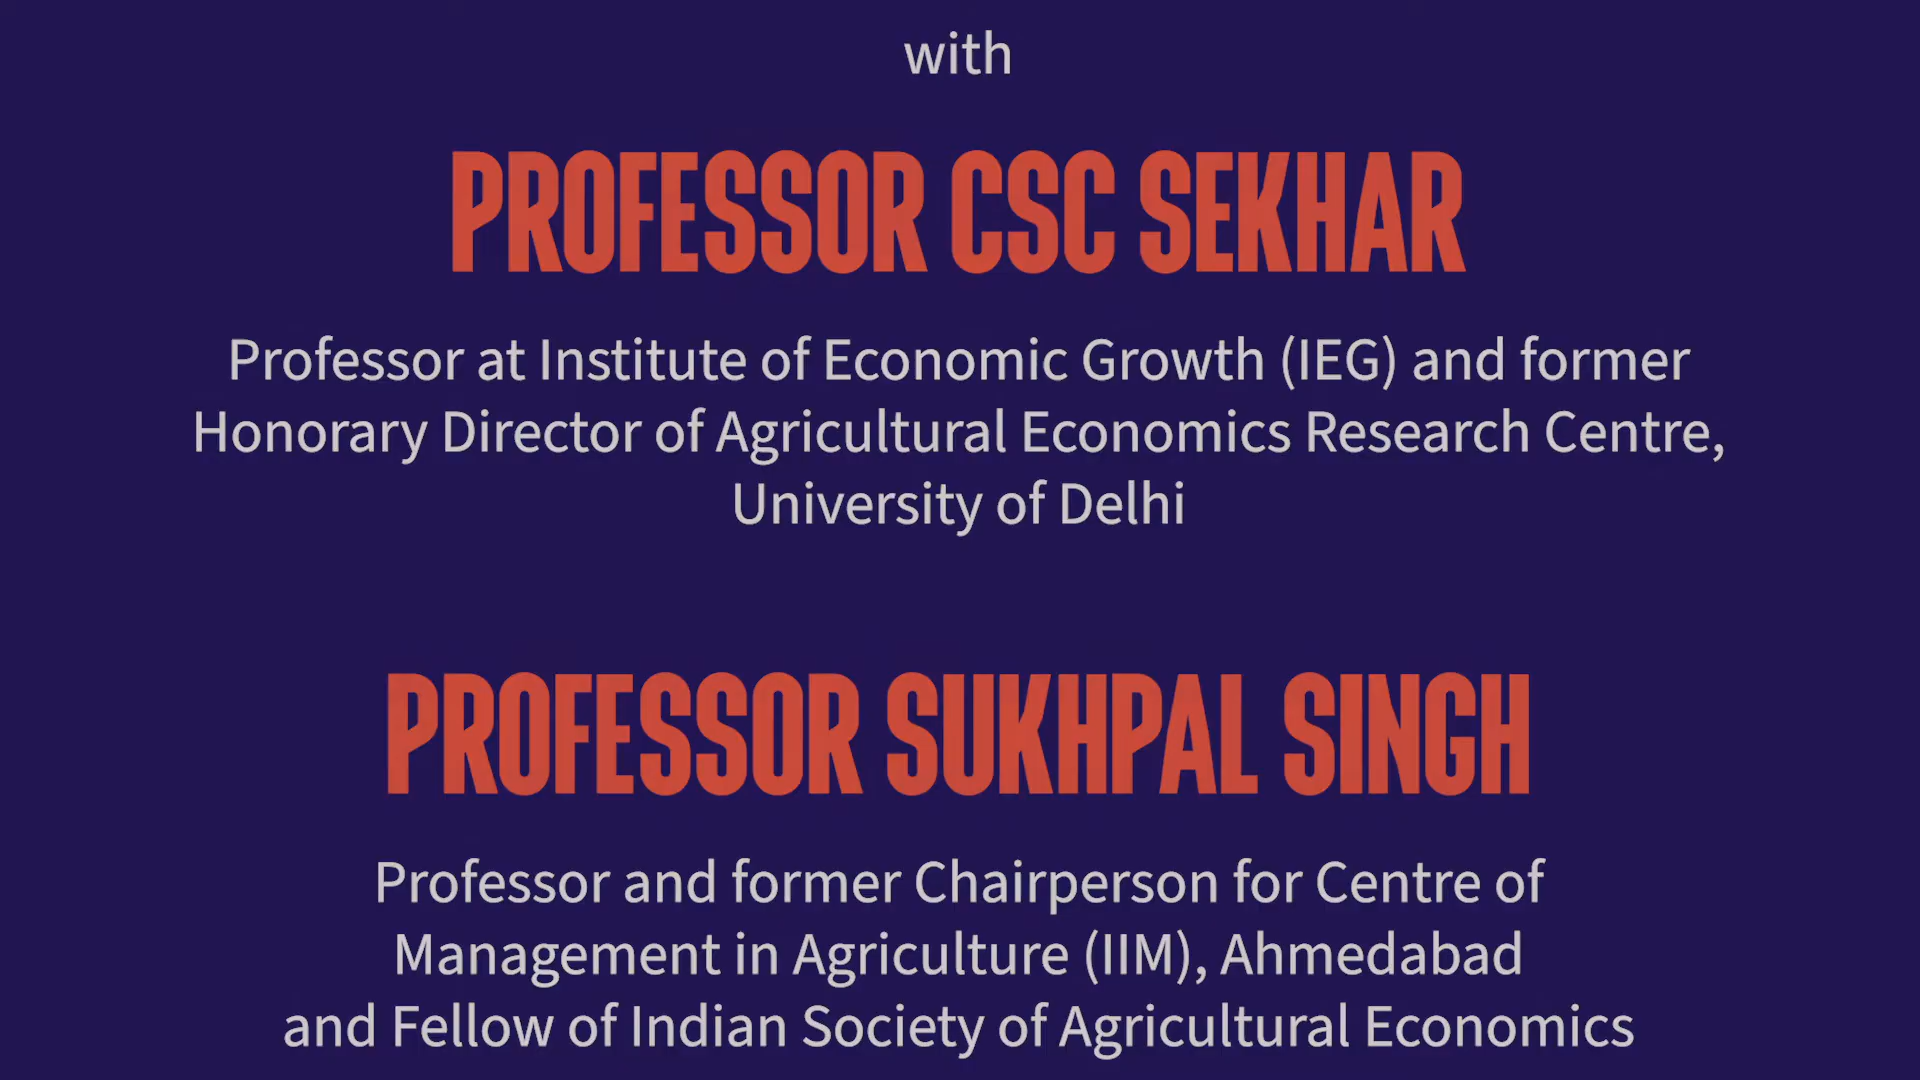 with
PROFESSOR CSC SEKHAR
Professor at Institute of Economic Growth (IEG) and former
Honorary Director of Agricultural Economics Research Centre,
University of Delhi
PROFESSOR SUKHPAL SINGH
Professor and former Chairperson for Centre of
Management in Agriculture (IIM), Ahmedabad
and Fellow of Indian Society of Agricultural Economics